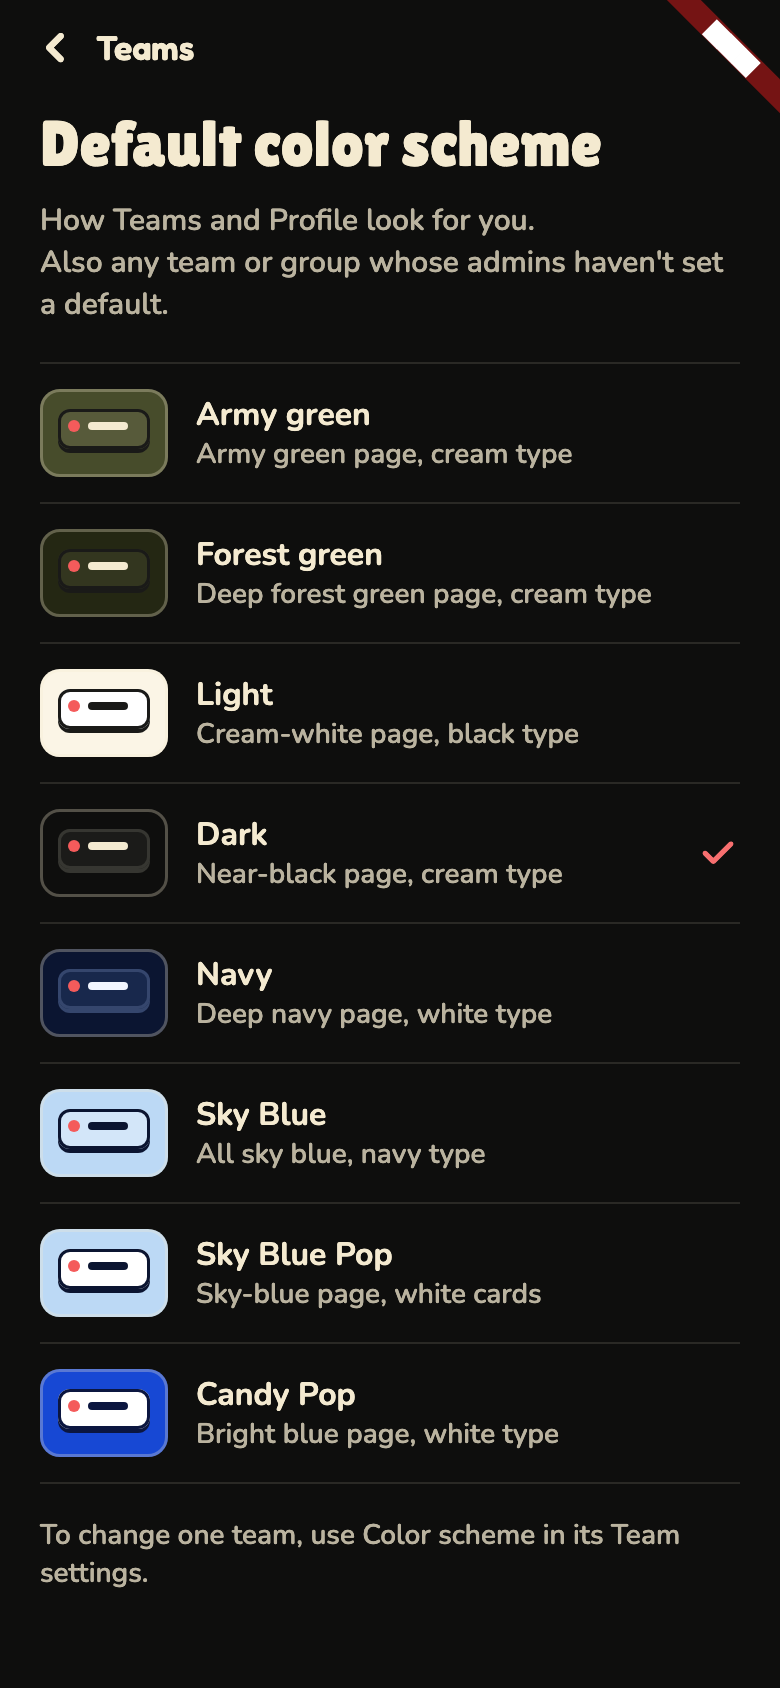 Teams
Default color scheme
How Teams and Profile look for you.
Also any team or group whose admins haven't set
a default.
Army green
Army green page, cream type
Forest green
Deep forest green page, cream type
Light
Cream-white page, black type
Dark
Near-black page, cream type
Navy
Deep navy page, white type
Sky Blue
All sky blue, navy type
Sky Blue Pop
Sky-blue page, white cards
Candy Pop
Bright blue page, white type
To change one team, use Color scheme in its Team
settings.